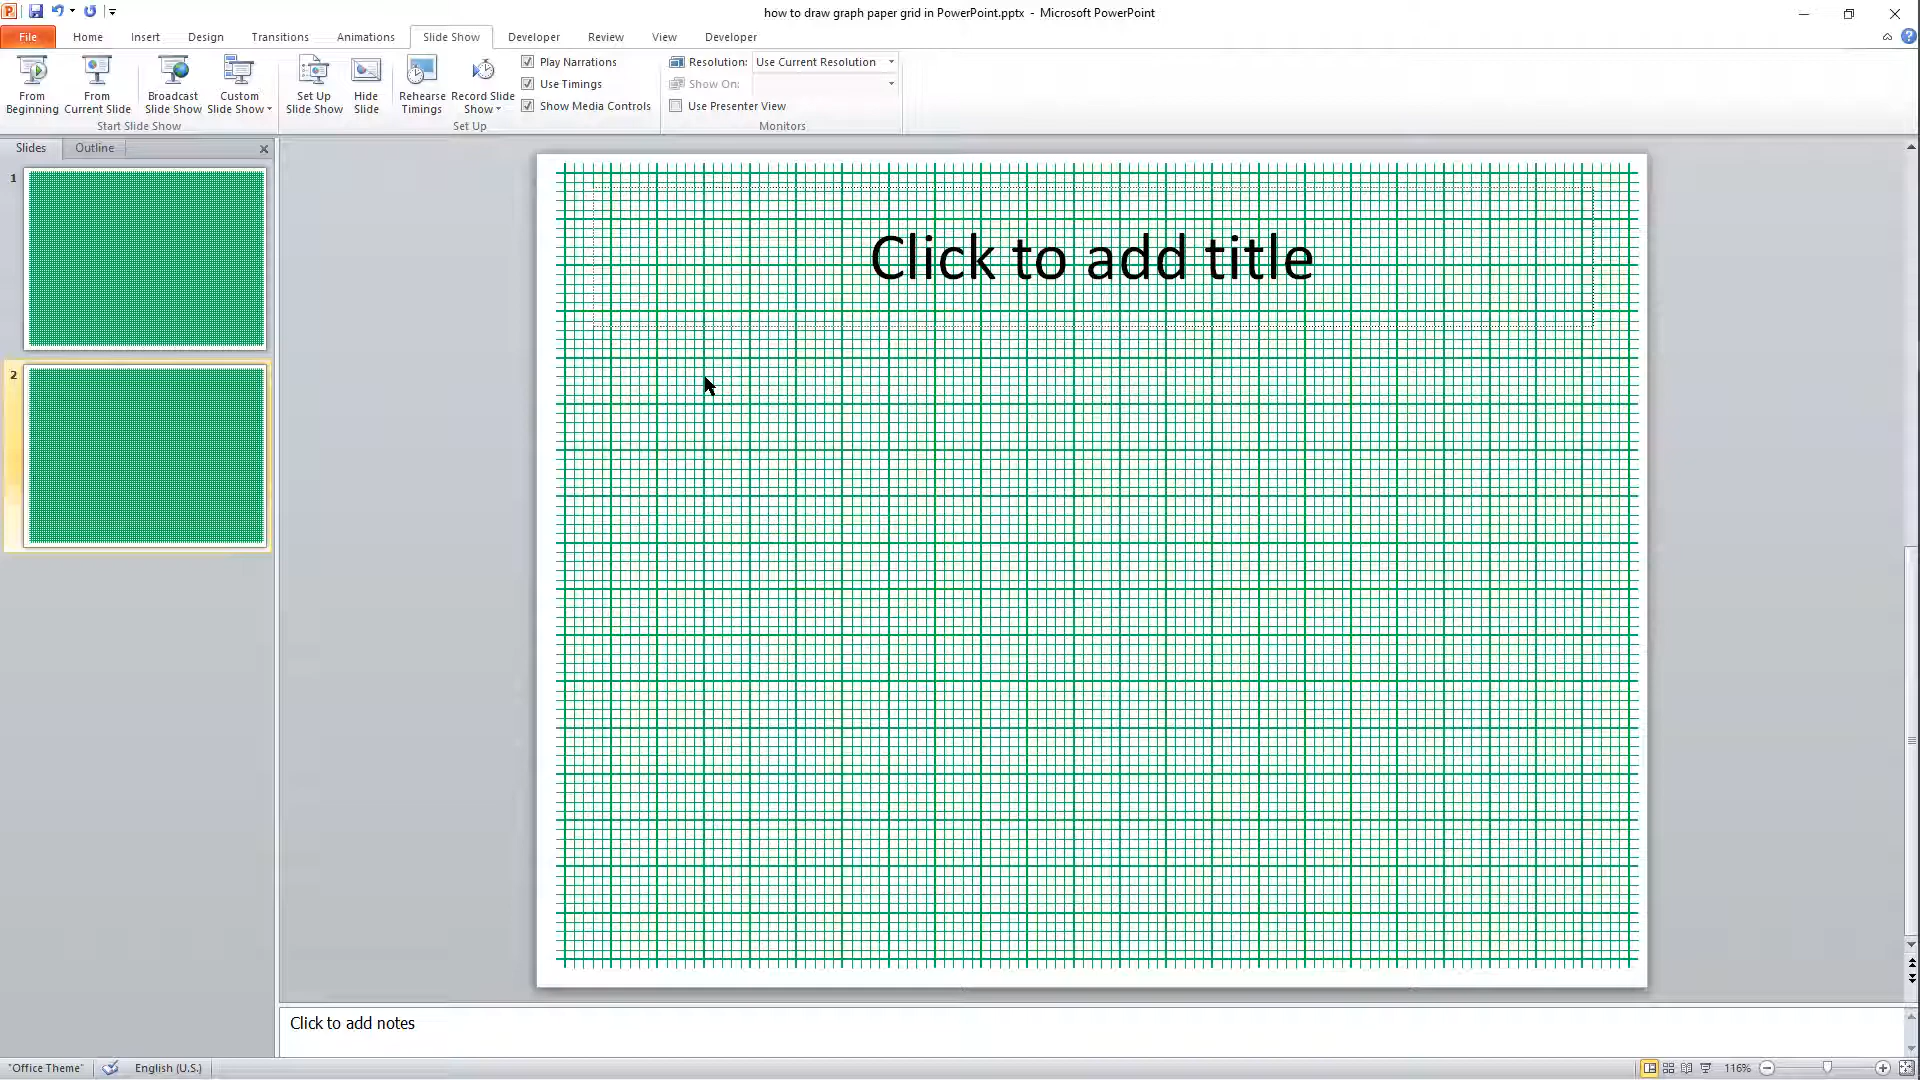 how to draw graph paper grid in PowerPoint.pptx - Microsoft PowerPoint
File Home Insert Design Transitions Animations Slide Show Developer Review View Developer
From Beginning
From Current Slide
Broadcast Slide Show
Custom Slide Show
Start Slide Show
Set Up Slide Show
Hide Slide
Rehearse Timings
Record Slide Show
Play Narrations
Use Timings
Show Media Controls
Set Up
Resolution: Use Current Resolution
Show On:
Use Presenter View
Monitors
Slides Outline
1
2
Click to add title
Click to add notes
"Office Theme" English (U.S.) 116%